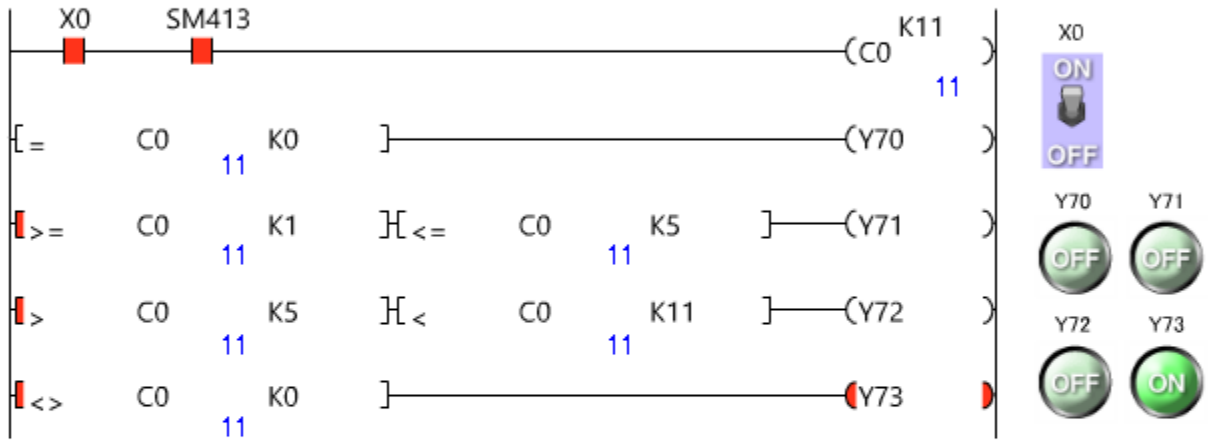 X0 SM413 K11
C0
11
= C0 K0 Y70
11
>= C0 K1 <= C0 K5 Y71
11 11
> C0 K5 < C0 K11 Y72
11 11
<> C0 K0 Y73
11
X0
ON
OFF
Y70 Y71
OFF OFF
Y72 Y73
OFF ON